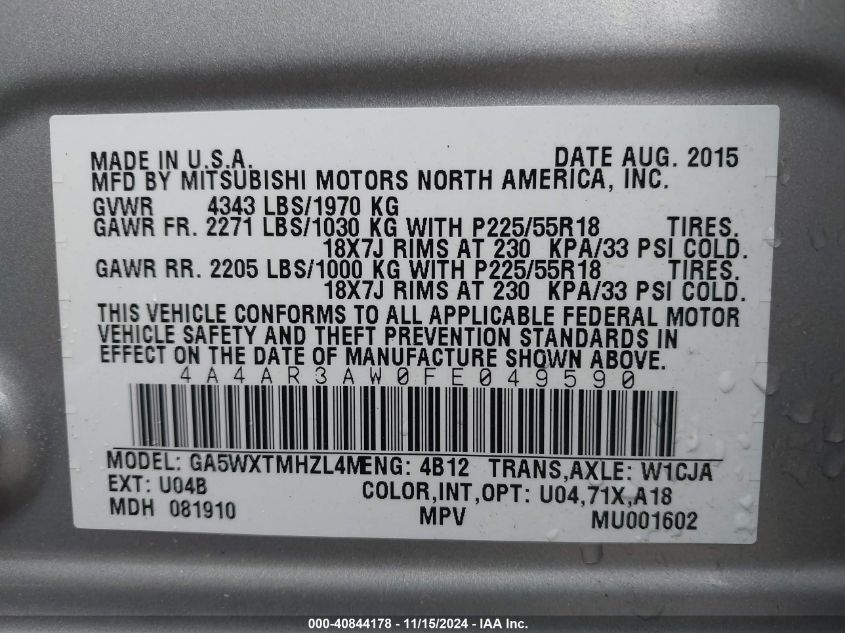 MADE IN U.S.A. DATE AUG. 2015
MFD BY MITSUBISHI MOTORS NORTH AMERICA, INC.
GVWR 4343 LBS/1970 KG
GAWR FR. 2271 LBS/1030 KG WITH P225/55R18 TIRES.
18X7J RIMS AT 230 KPA/33 PSI COLD.
GAWR RR. 2205 LBS/1000 KG WITH P225/55R18 TIRES.
18X7J RIMS AT 230 KPA/33 PSI COLD.
THIS VEHICLE CONFORMS TO ALL APPLICABLE FEDERAL MOTOR
VEHICLE SAFETY AND THEFT PREVENTION STANDARDS IN
EFFECT ON THE DATE OF MANUFACTURE SHOWN ABOVE.
4A4AR3AW0FE049590
MODEL: GA5WXTMHZL4M ENG: 4B12 TRANS,AXLE: W1CJA
EXT: U04B COLOR,INT,OPT: U04,71X,A18
MDH 081910 MPV MU001602
000-40844178 - 11/15/2024 - IAA Inc.